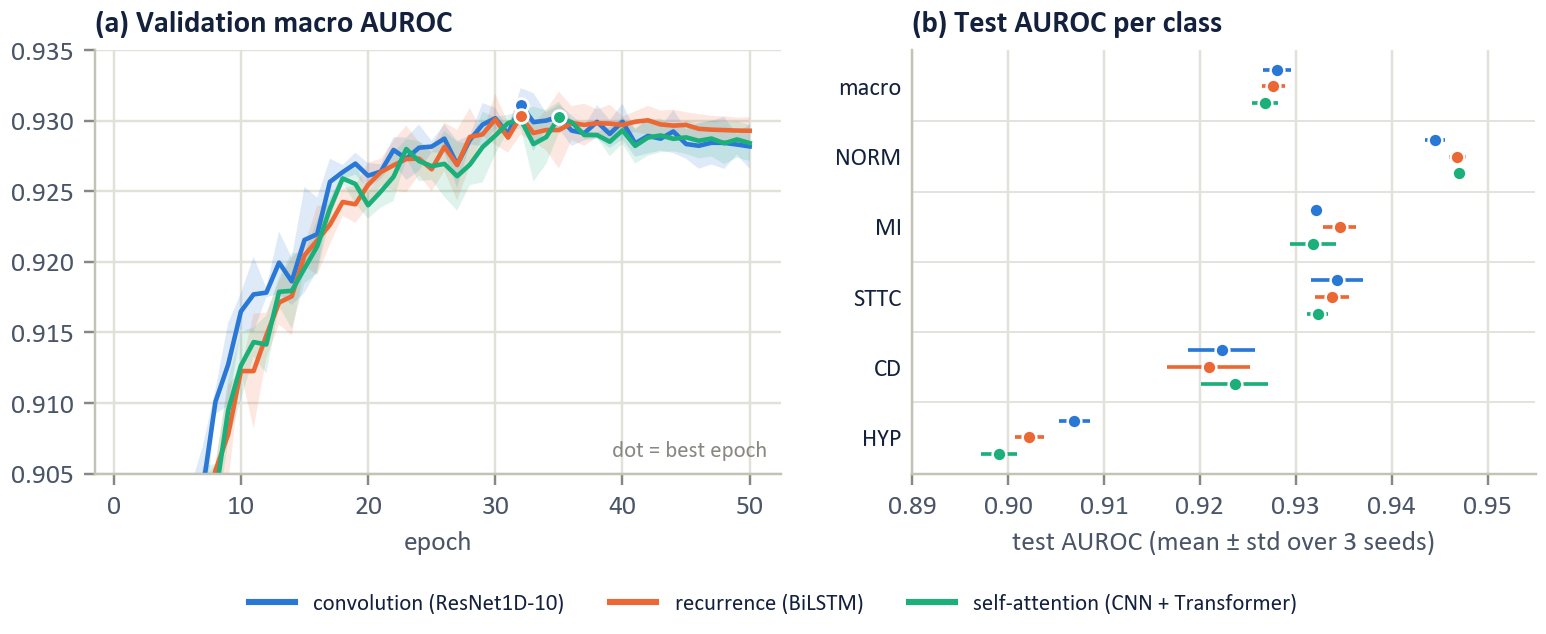 (a) Validation macro AUROC
0.935
0.930
0.925
0.920
0.915
0.910
0.905
dot = best epoch
0 10 20 30 40 50
epoch
(b) Test AUROC per class
macro
NORM
MI
STTC
CD
HYP
0.89 0.90 0.91 0.92 0.93 0.94 0.95
test AUROC (mean ± std over 3 seeds)
convolution (ResNet1D-10) recurrence (BiLSTM) self-attention (CNN + Transformer)